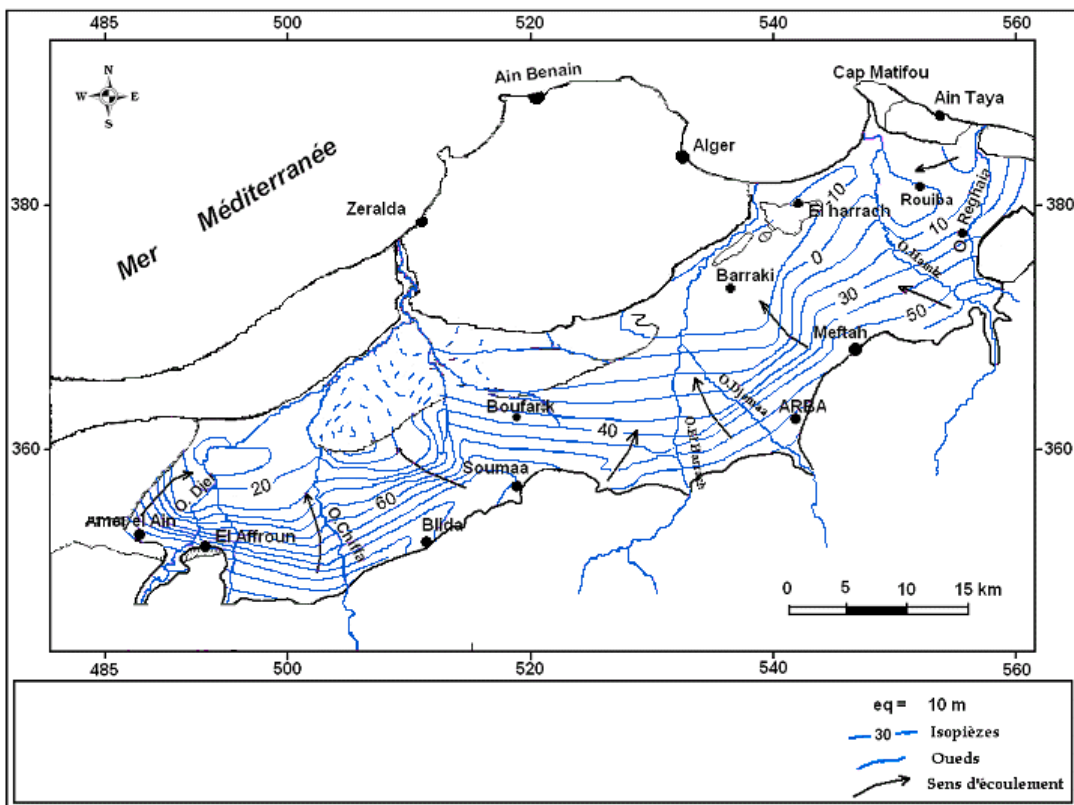 485 500 520 540 560
N
W E
S
Ain Benain
Cap Matifou
Ain Taya
Alger
Mer Méditerranée
380
Zeralda
Rouiba
O. Reghaia
380
-10
El harrach
10
O.Hamiz
0
Barraki
30
50
Meftah
O.Djemaa
Boufarik
ARBA
40
O.El Harrach
360
360
Soumaa
20
O. Djer
60
Amer el Ain
El Affroun
O.Chiffa
Blida
0 5 10 15 km
485 500 520 540 560
eq = 10 m
30 Isopièzes
Oueds
Sens d'écoulement